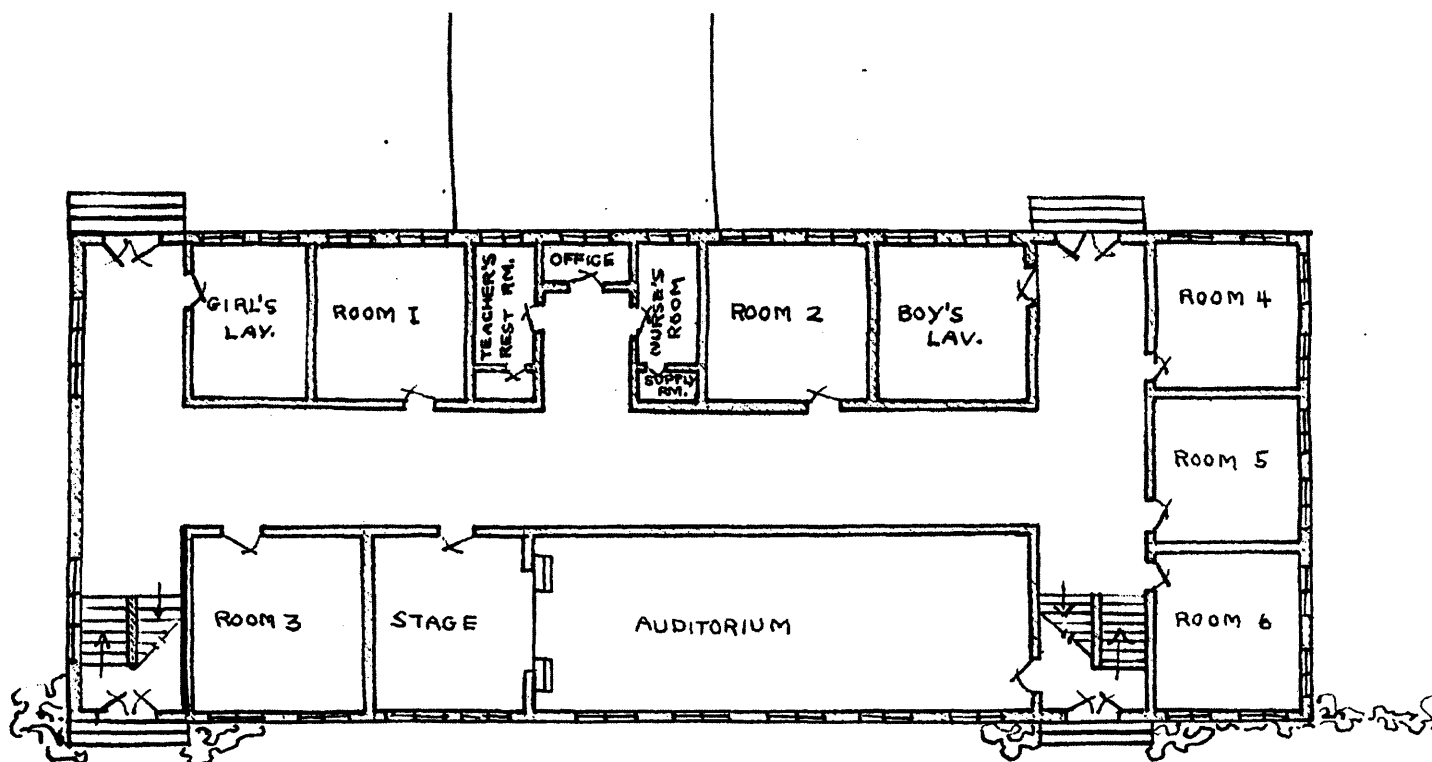 OFFICE
TEACHER'S
REST RM.
NURSE'S
ROOM
GIRL'S
LAV.
ROOM 1
ROOM 2
BOY'S
LAV.
ROOM 4
SUPPLY
RM.
ROOM 5
ROOM 3
STAGE
AUDITORIUM
ROOM 6